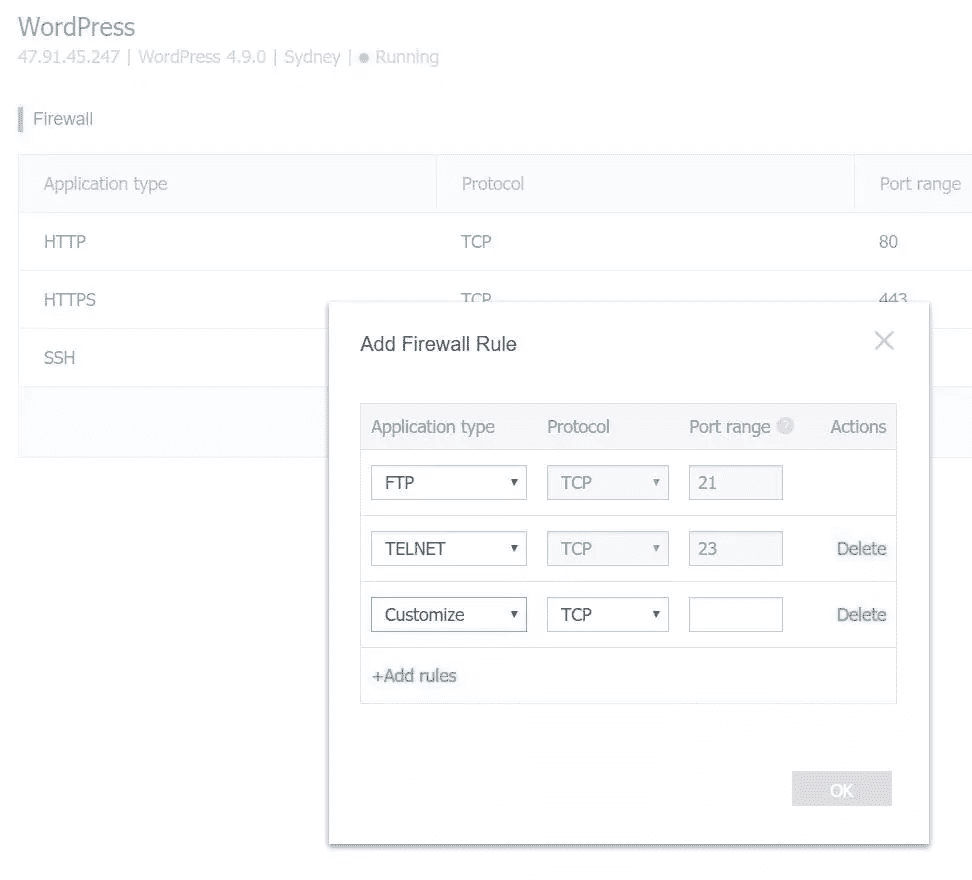 WordPress
47.91.45.247 | WordPress 4.9.0 | Sydney | Running
Firewall
Application type Protocol Port range
HTTP TCP 80
HTTPS TCP 443
SSH
Add Firewall Rule
Application type Protocol Port range ? Actions
FTP TCP 21
TELNET TCP 23 Delete
Customize TCP Delete
+Add rules
OK